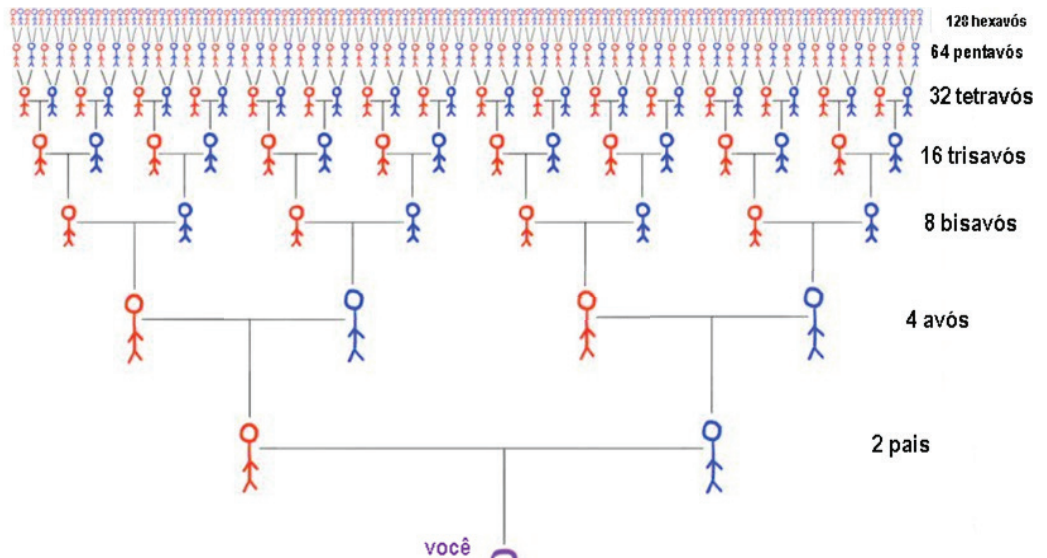 128 hexavós
64 pentavós
32 tetravós
16 trisavós
8 bisavós
4 avós
2 pais
você